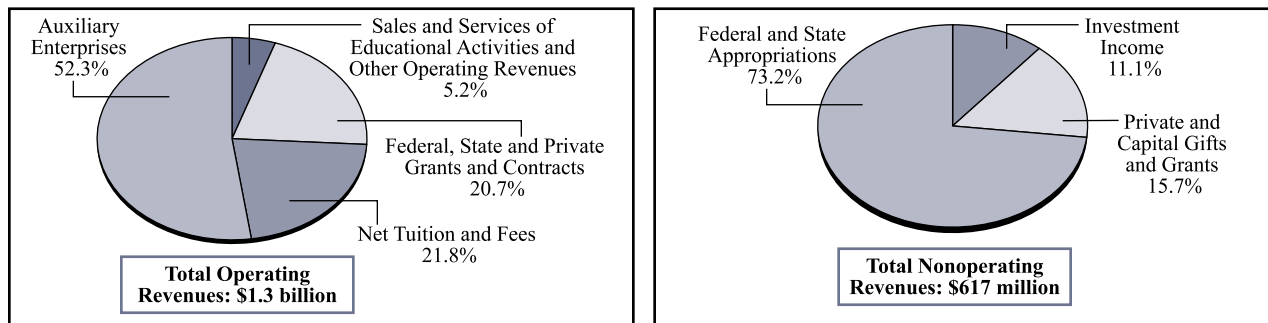 Auxiliary
Enterprises
52.3%
Sales and Services of
Educational Activities and
Other Operating Revenues
5.2%
Federal, State and Private
Grants and Contracts
20.7%
Net Tuition and Fees
21.8%
Total Operating
Revenues: $1.3 billion
Federal and State
Appropriations
73.2%
Investment
Income
11.1%
Private and
Capital Gifts
and Grants
15.7%
Total Nonoperating
Revenues: $617 million